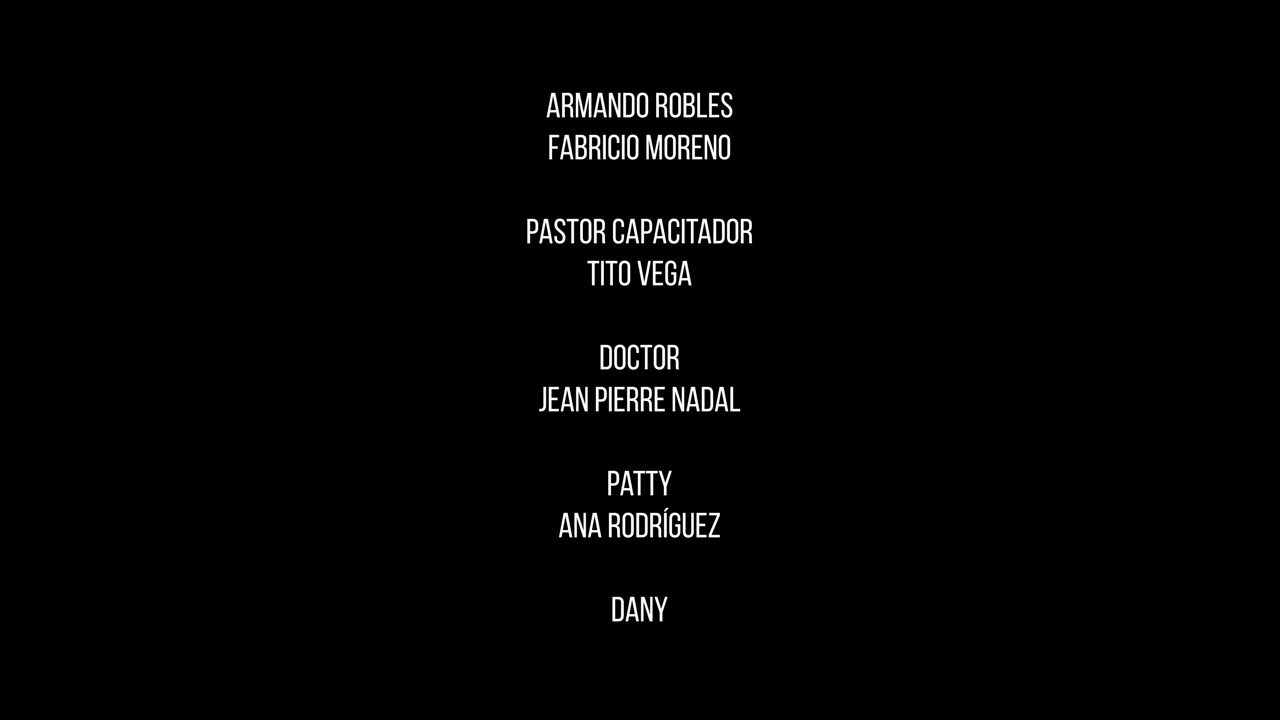 ARMANDO ROBLES
FABRICIO MORENO
PASTOR CAPACITADOR
TITO VEGA
DOCTOR
JEAN PIERRE NADAL
PATTY
ANA RODRÍGUEZ
DANY